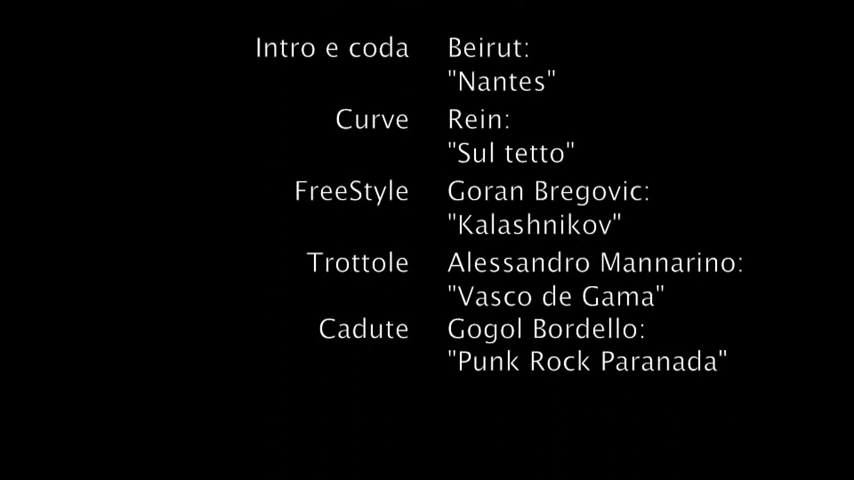 Intro e coda Beirut:
"Nantes"
Curve Rein:
"Sul tetto"
FreeStyle Goran Bregovic:
"Kalashnikov"
Trottole Alessandro Mannarino:
"Vasco de Gama"
Cadute Gogol Bordello:
"Punk Rock Paranada"